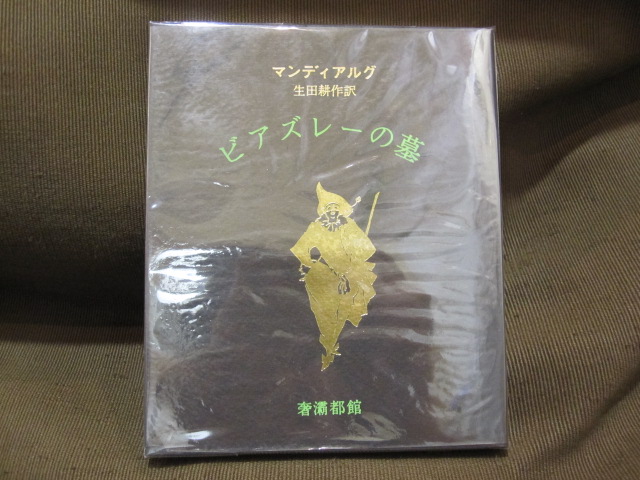 マンディアルグ
生田耕作訳
ビアズレーの墓
奢灞都館